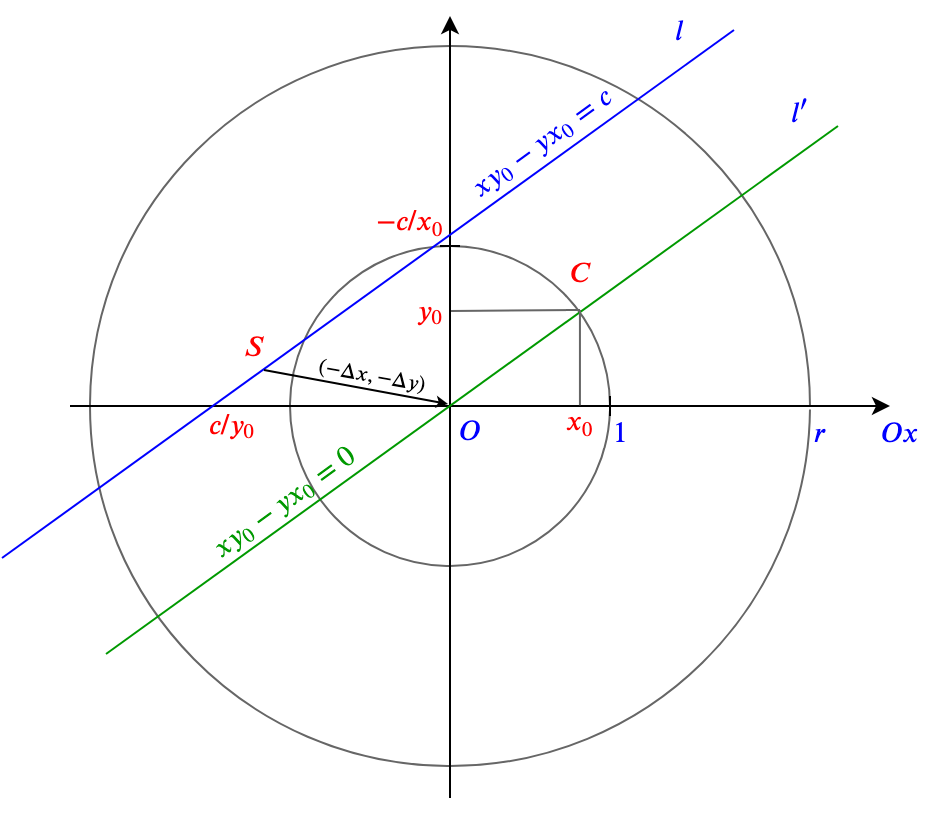 l
l′
xy₀ − yx₀ = c
−c/x₀
C
y₀
S
(−Δx, −Δy)
c/y₀
O
x₀
1
r
Ox
xy₀ − yx₀ = 0